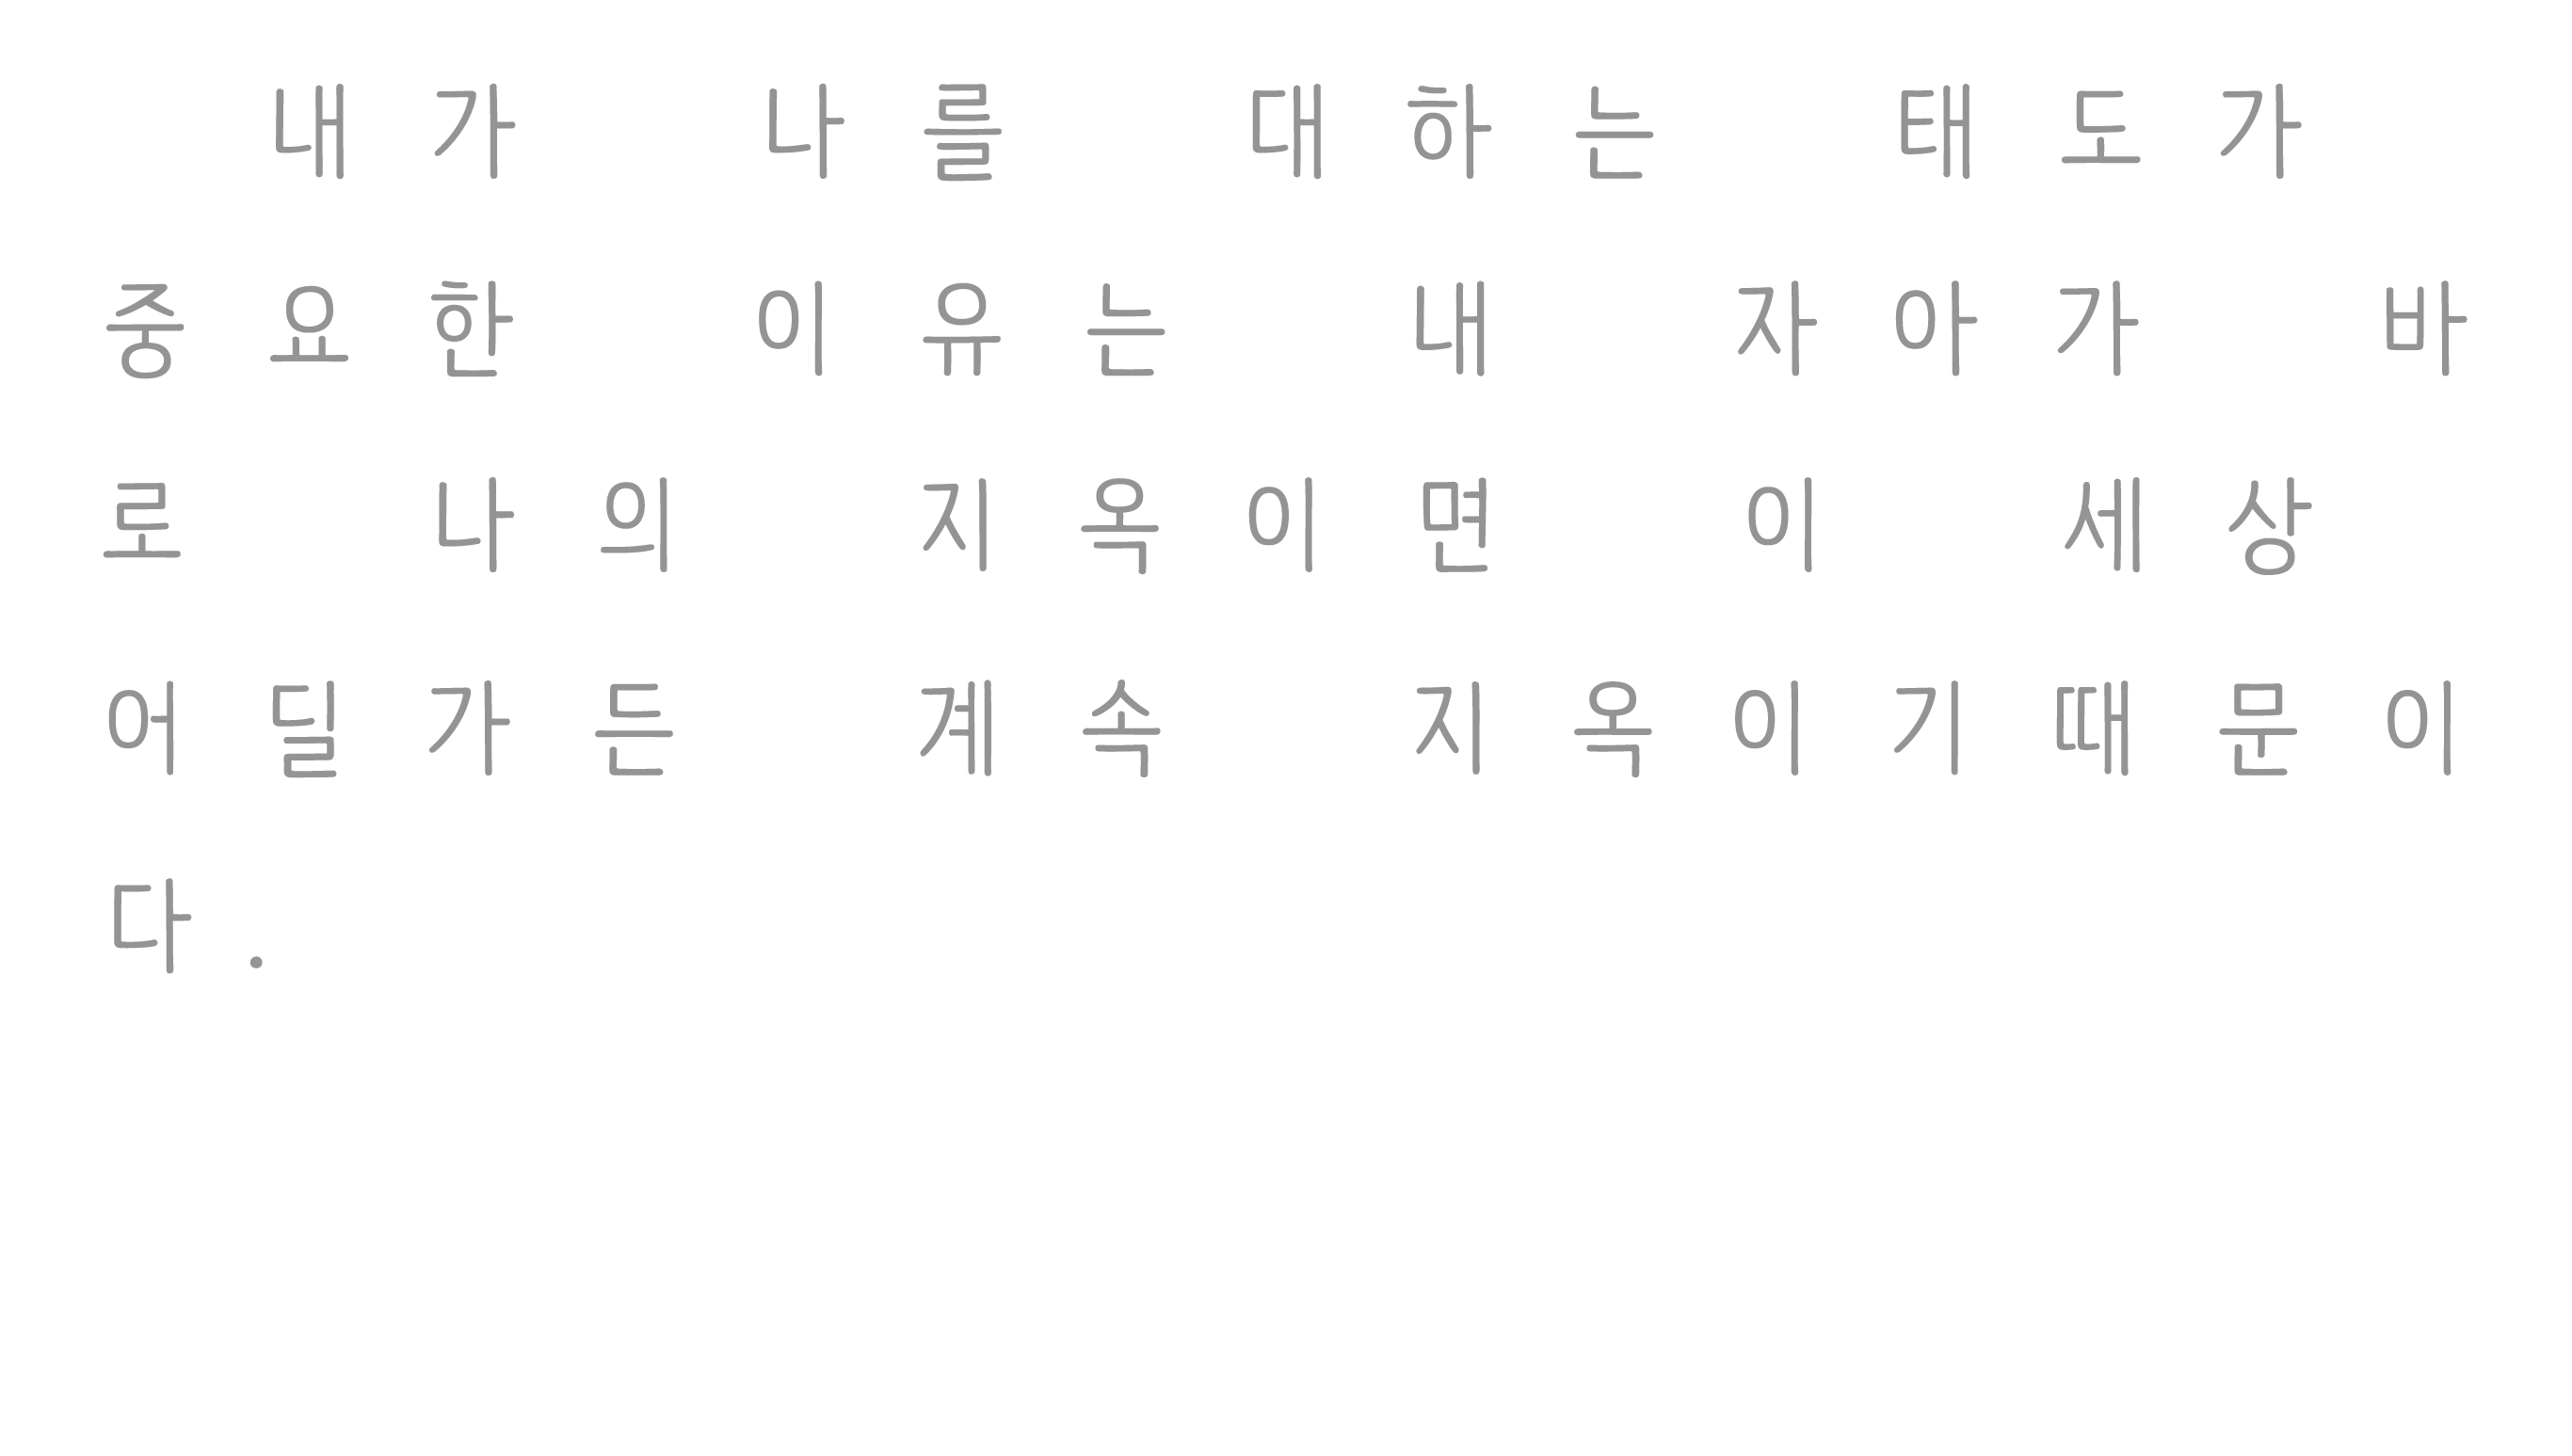 내가 나를 대하는 태도가
중요한 이유는 내 자아가 바
로 나의 지옥이면 이 세상
어딜가든 계속 지옥이기때문이
다.